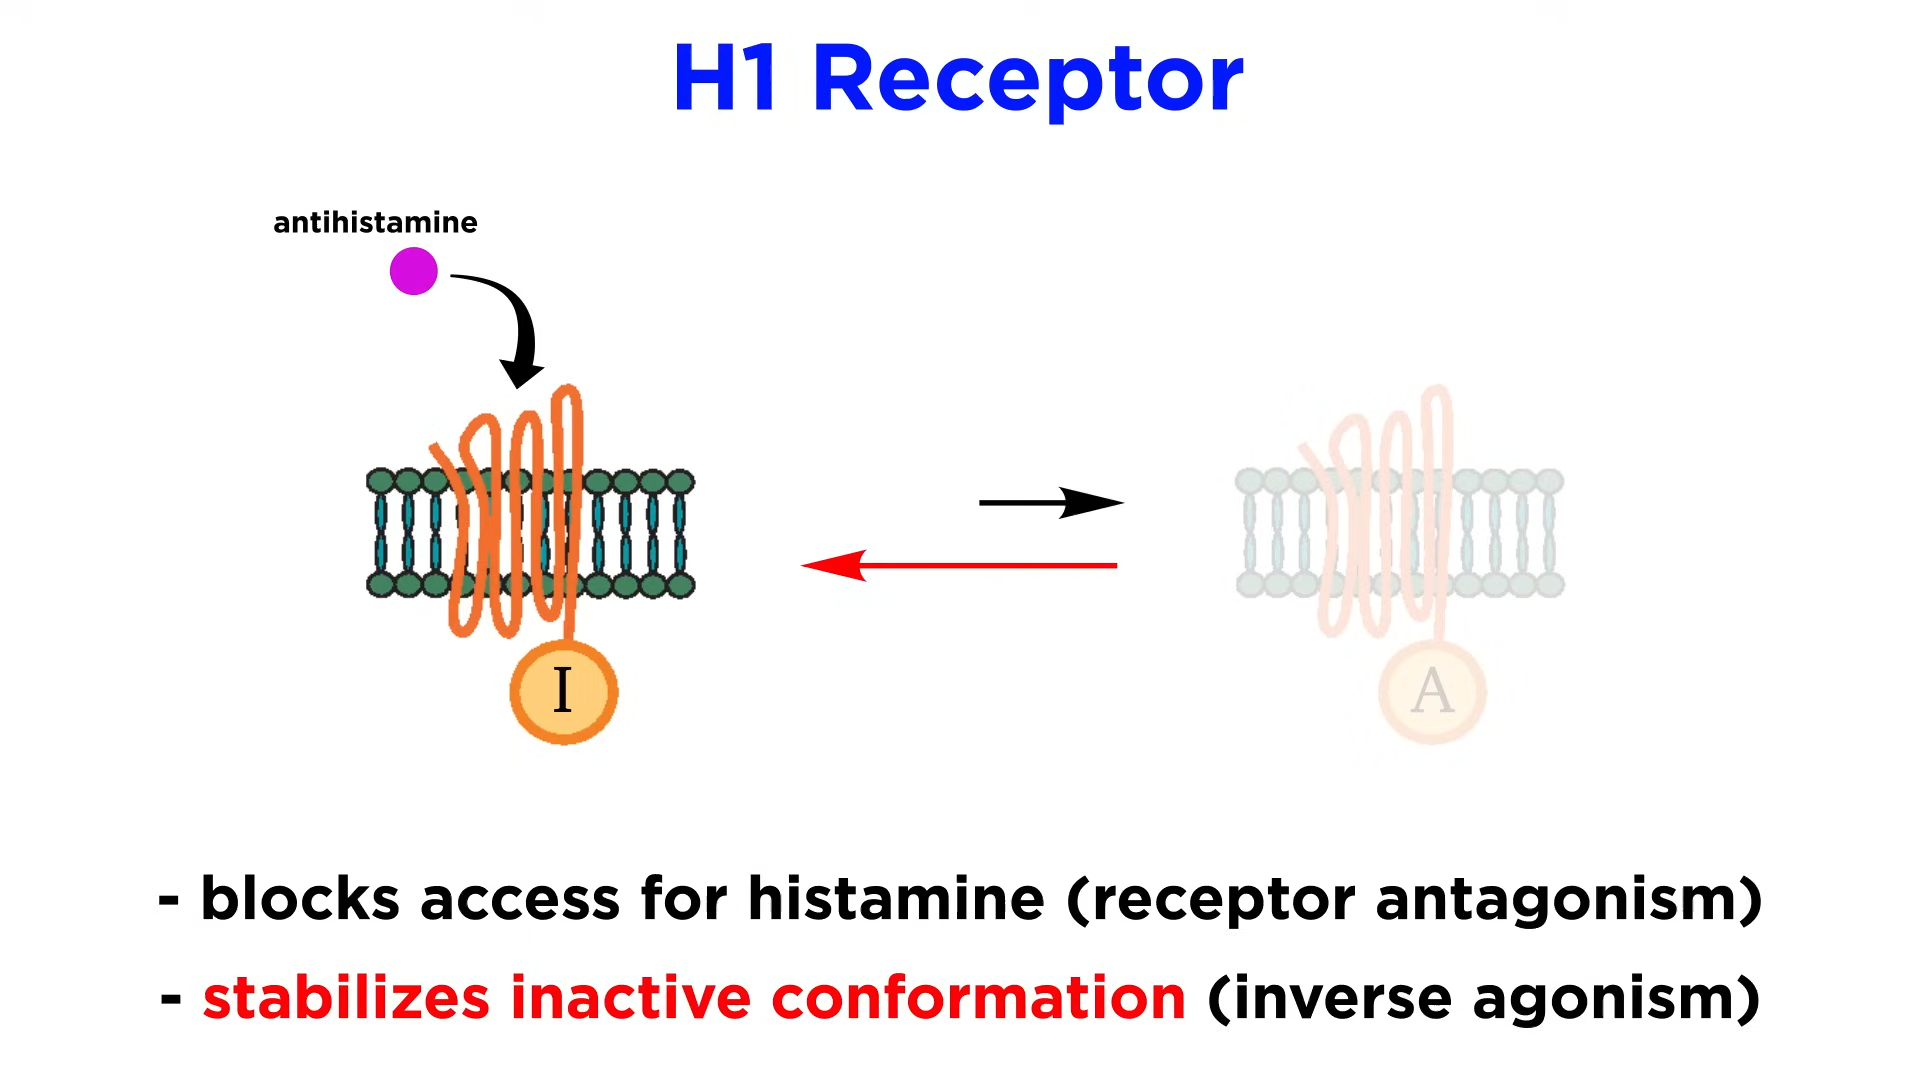 H1 Receptor
antihistamine
I
A
- blocks access for histamine (receptor antagonism)
- stabilizes inactive conformation (inverse agonism)